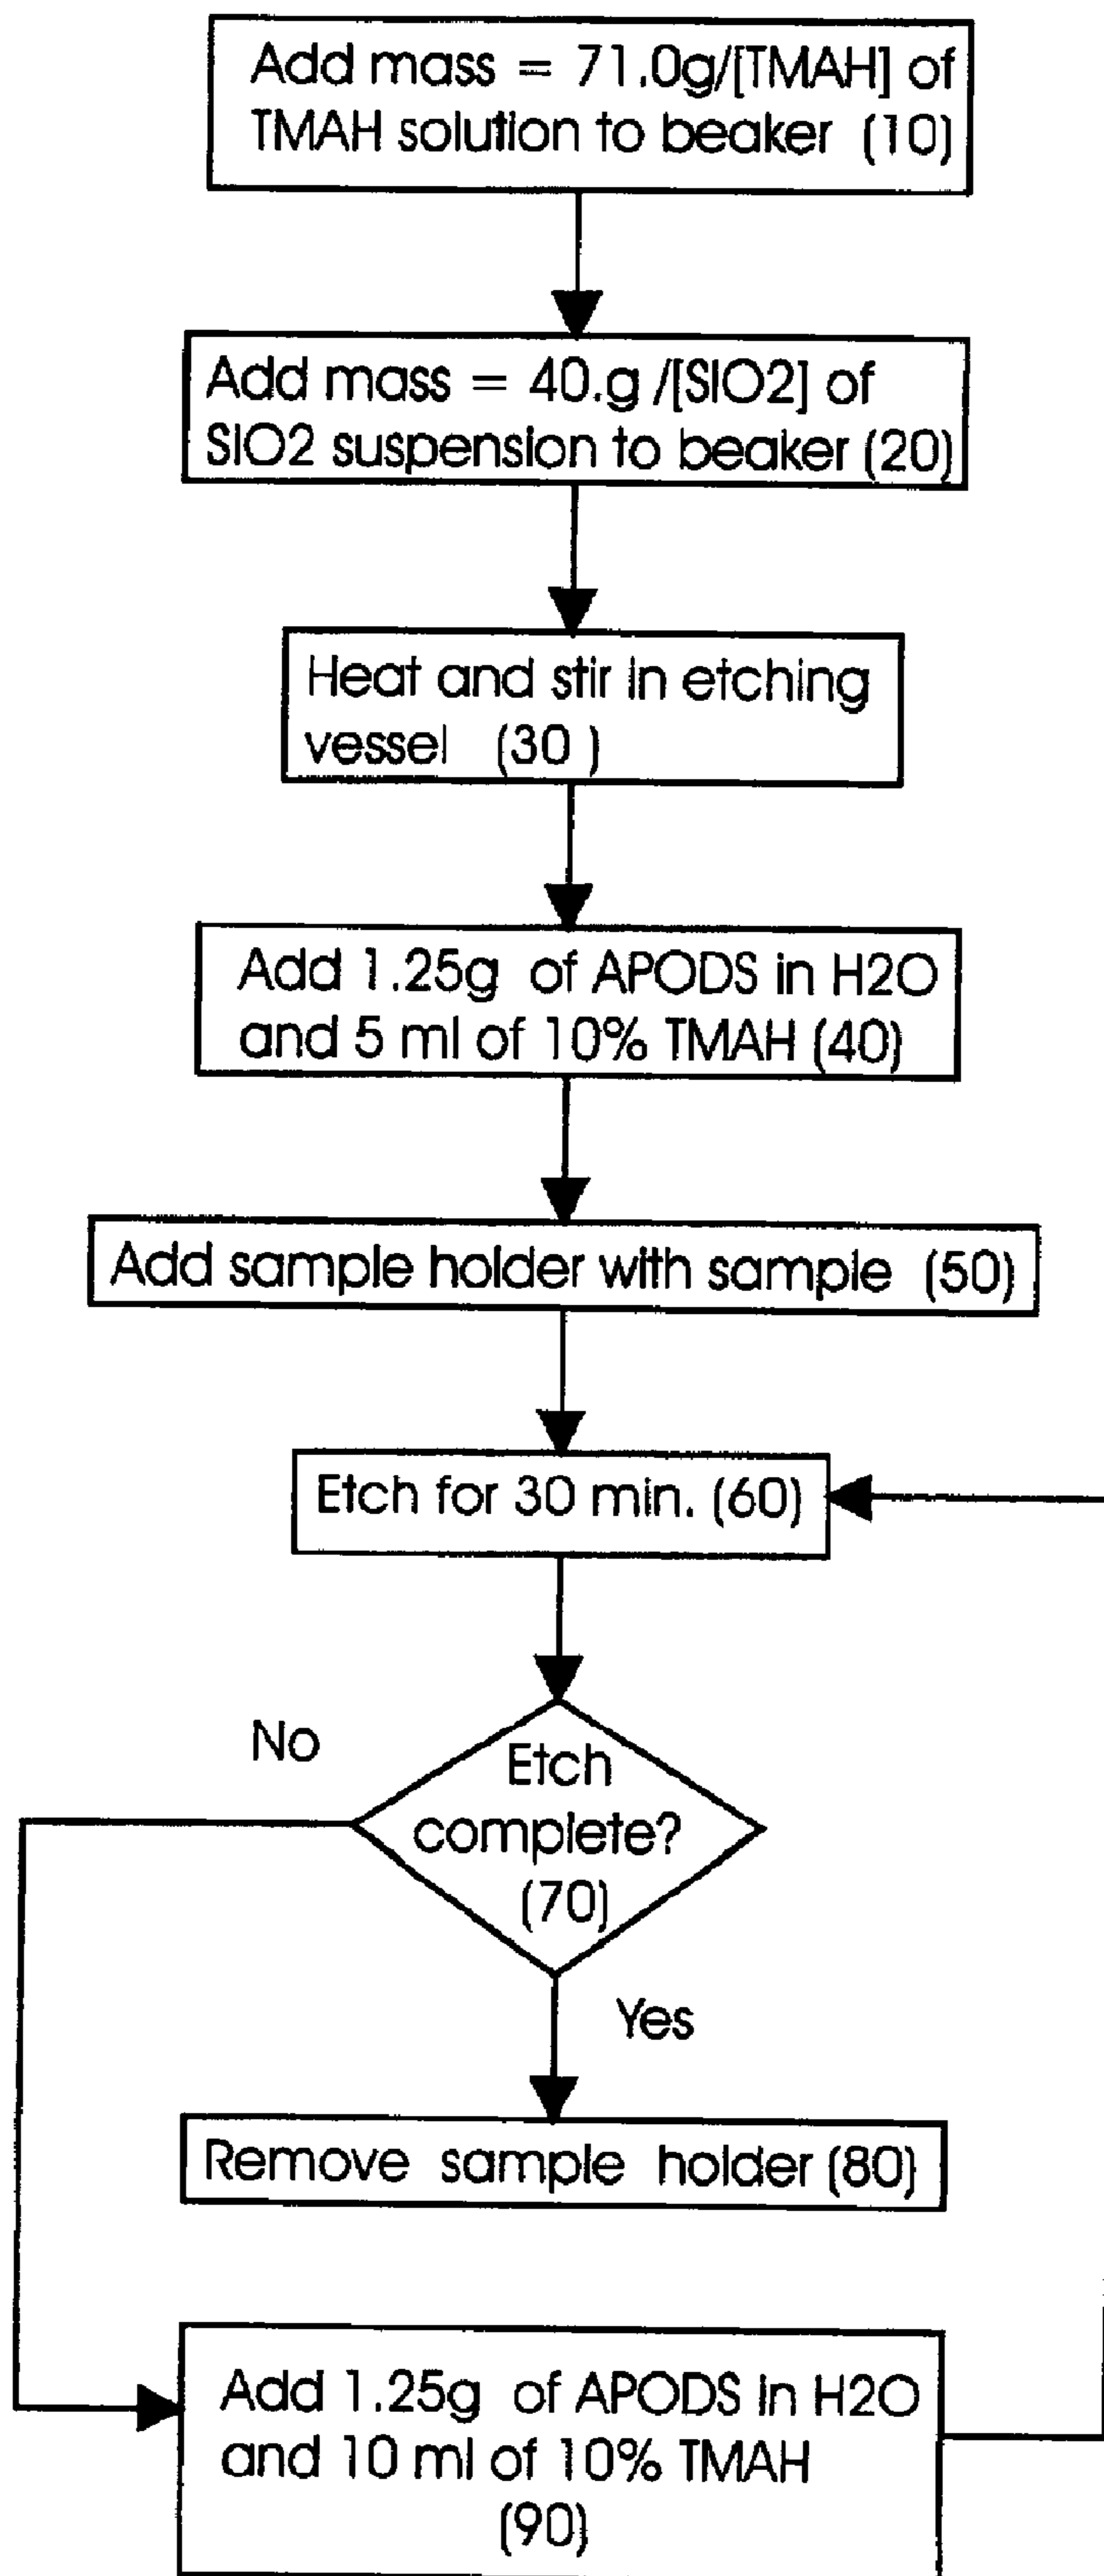 Add mass = 71.0g/[TMAH] of
TMAH solution to beaker (10)
Add mass = 40.g /[SIO2] of
SIO2 suspension to beaker (20)
Heat and stir in etching
vessel (30 )
Add 1.25g of APODS in H2O
and 5 ml of 10% TMAH (40)
Add sample holder with sample (50)
Etch for 30 min. (60)
No
Etch
complete?
(70)
Yes
Remove sample holder (80)
Add 1.25g of APODS in H2O
and 10 ml of 10% TMAH
(90)